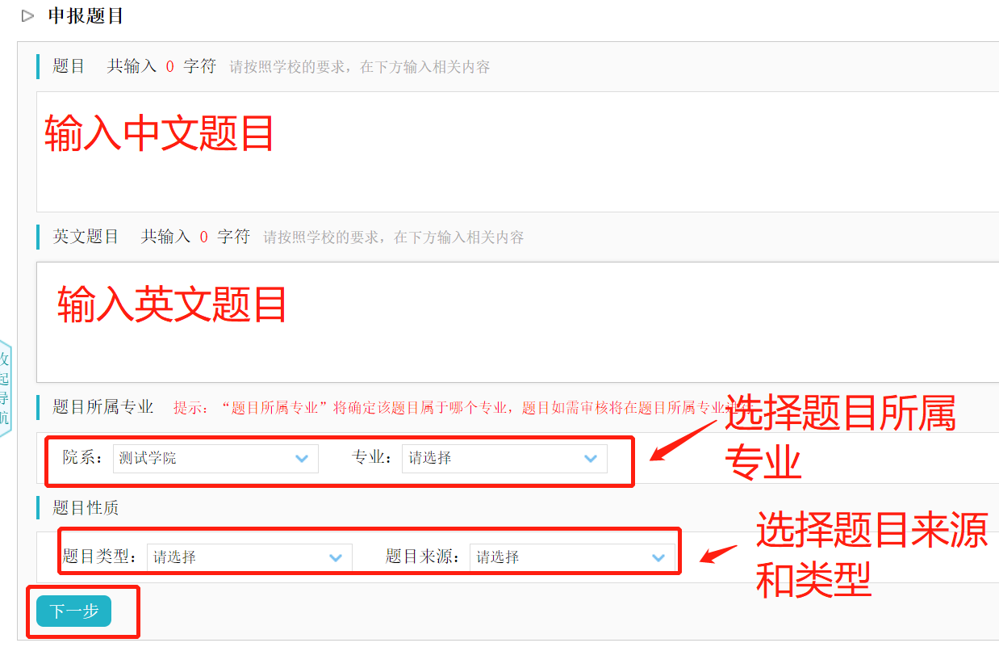 申报题目
题目 共输入 0 字符 请按照学校的要求，在下方输入相关内容
输入中文题目
英文题目 共输入 0 字符 请按照学校的要求，在下方输入相关内容
输入英文题目
收起导航
题目所属专业 提示：“题目所属专业”将确定该题目属于哪个专业，题目如需审核将在题目所属专业进行
选择题目所属
专业
院系： 测试学院 专业： 请选择
题目性质
选择题目来源
和类型
题目类型： 请选择 题目来源： 请选择
下一步